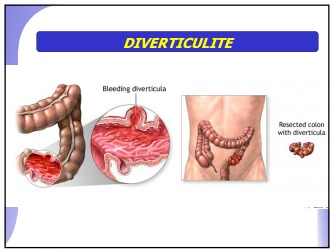 DIVERTICULITE
Bleeding diverticula
Resected colon
with diverticula